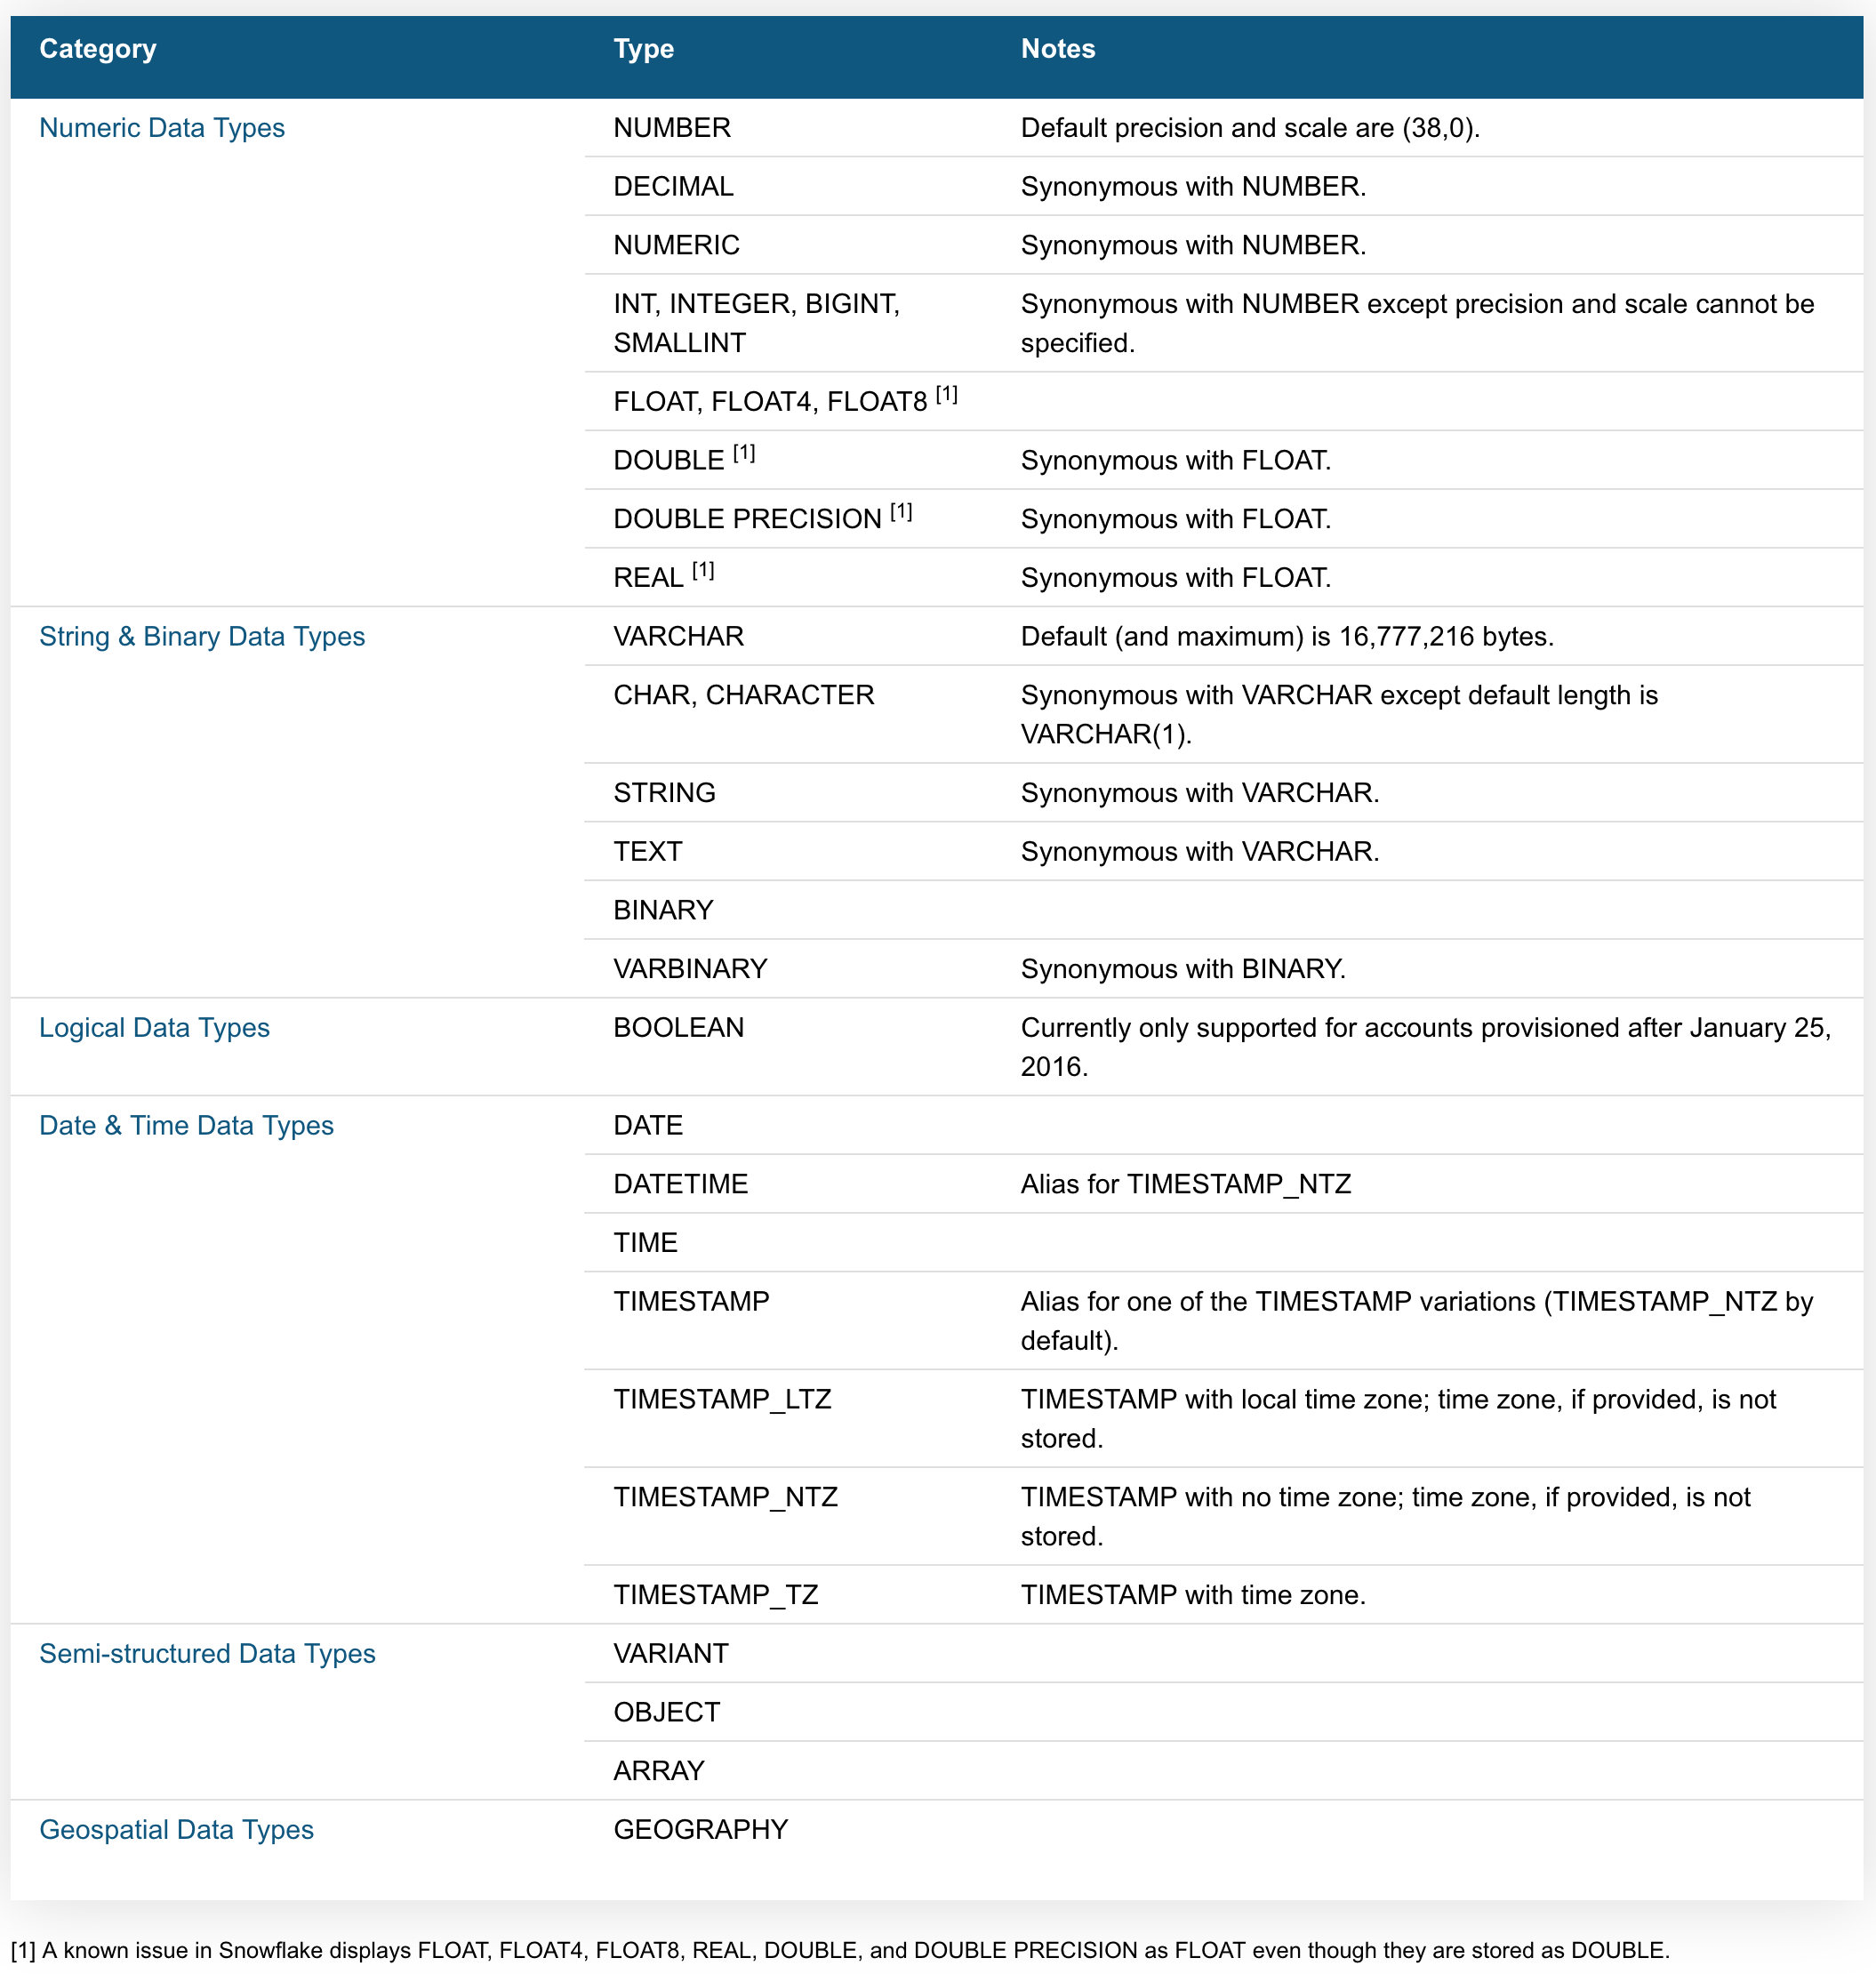 Category Type Notes
Numeric Data Types NUMBER Default precision and scale are (38,0).
DECIMAL Synonymous with NUMBER.
NUMERIC Synonymous with NUMBER.
INT, INTEGER, BIGINT, Synonymous with NUMBER except precision and scale cannot be
SMALLINT specified.
FLOAT, FLOAT4, FLOAT8 [1]
DOUBLE [1] Synonymous with FLOAT.
DOUBLE PRECISION [1] Synonymous with FLOAT.
REAL [1] Synonymous with FLOAT.
String & Binary Data Types VARCHAR Default (and maximum) is 16,777,216 bytes.
CHAR, CHARACTER Synonymous with VARCHAR except default length is
VARCHAR(1).
STRING Synonymous with VARCHAR.
TEXT Synonymous with VARCHAR.
BINARY
VARBINARY Synonymous with BINARY.
Logical Data Types BOOLEAN Currently only supported for accounts provisioned after January 25,
2016.
Date & Time Data Types DATE
DATETIME Alias for TIMESTAMP_NTZ
TIME
TIMESTAMP Alias for one of the TIMESTAMP variations (TIMESTAMP_NTZ by
default).
TIMESTAMP_LTZ TIMESTAMP with local time zone; time zone, if provided, is not
stored.
TIMESTAMP_NTZ TIMESTAMP with no time zone; time zone, if provided, is not
stored.
TIMESTAMP_TZ TIMESTAMP with time zone.
Semi-structured Data Types VARIANT
OBJECT
ARRAY
Geospatial Data Types GEOGRAPHY
[1] A known issue in Snowflake displays FLOAT, FLOAT4, FLOAT8, REAL, DOUBLE, and DOUBLE PRECISION as FLOAT even though they are stored as DOUBLE.